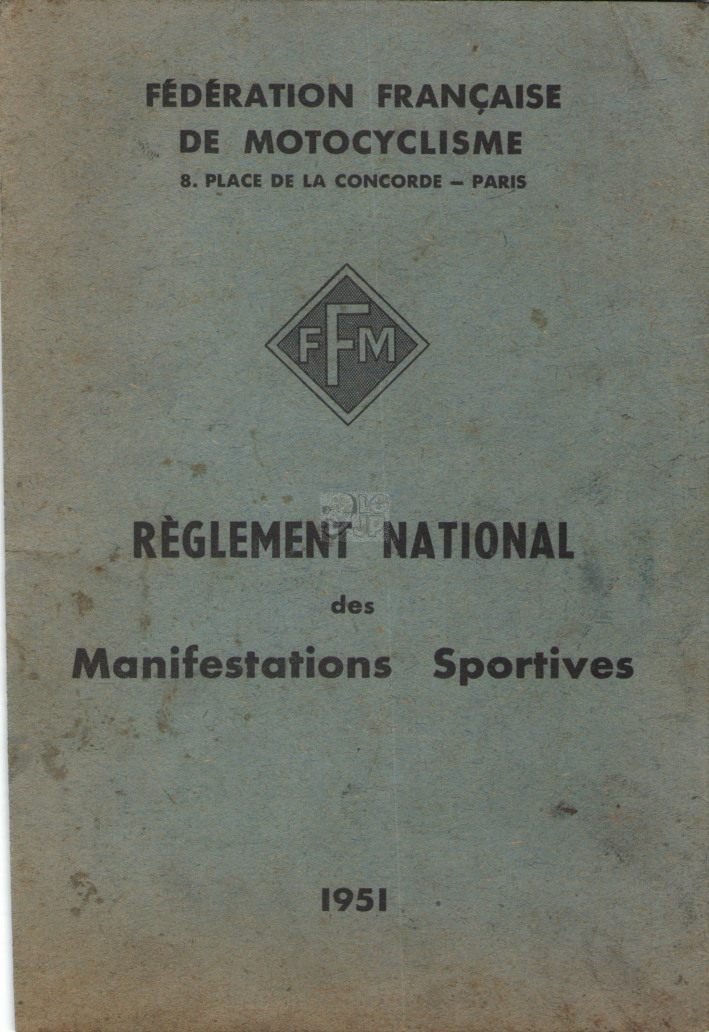 FÉDÉRATION FRANÇAISE
DE MOTOCYCLISME
8. PLACE DE LA CONCORDE – PARIS
FFM
RÈGLEMENT NATIONAL
des
Manifestations Sportives
1951